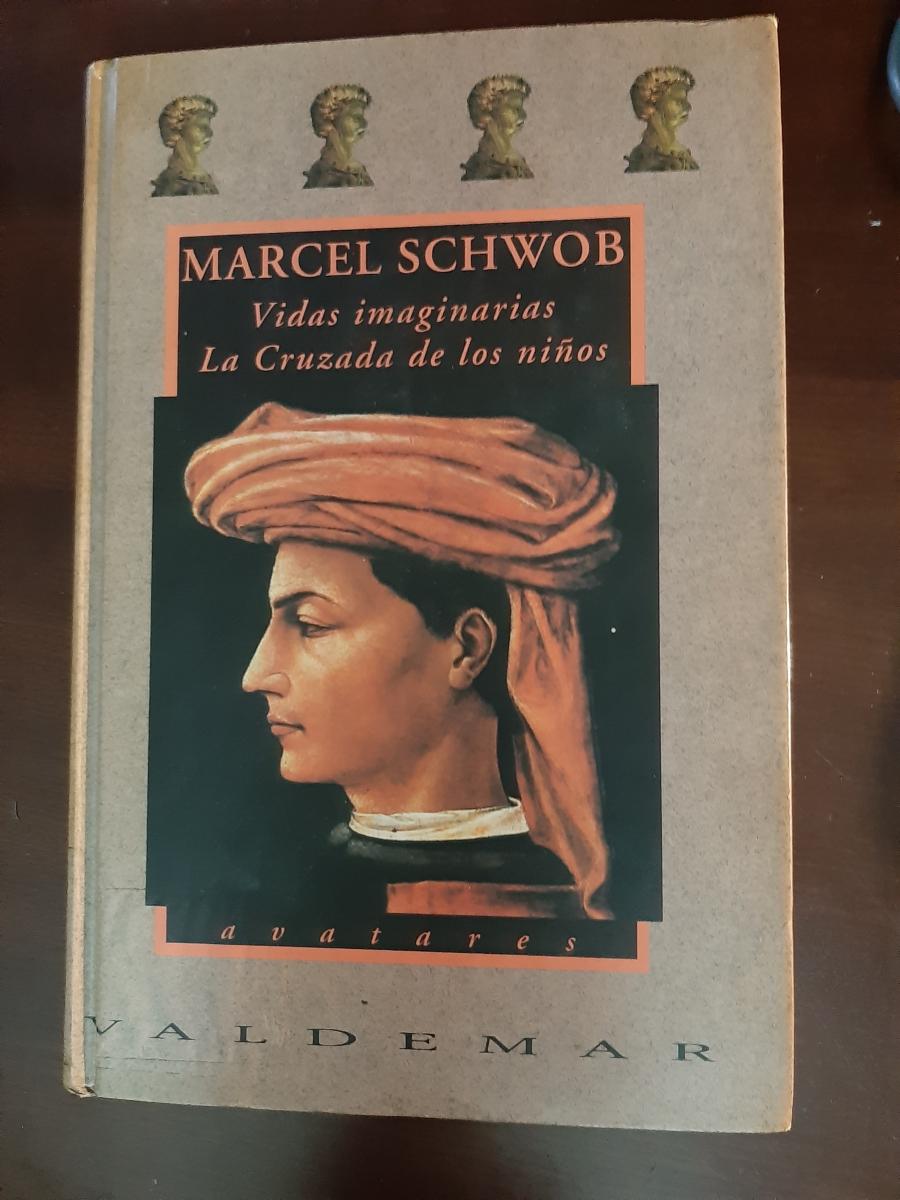 MARCEL SCHWOB
Vidas imaginarias
La Cruzada de los niños
avatares
VALDEMAR